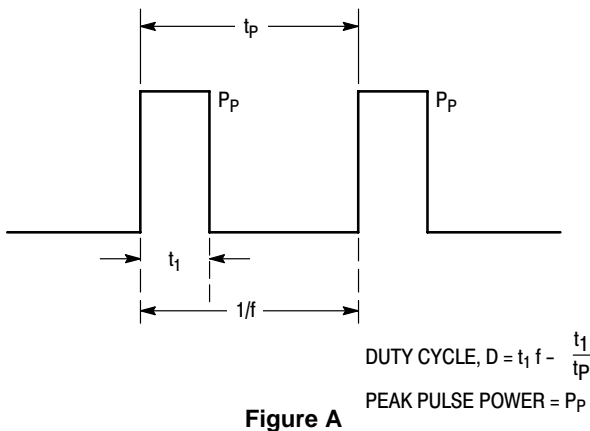 tP
PP
PP
t1
1/f
DUTY CYCLE, D = t1 f - t1/tP
PEAK PULSE POWER = PP
Figure A